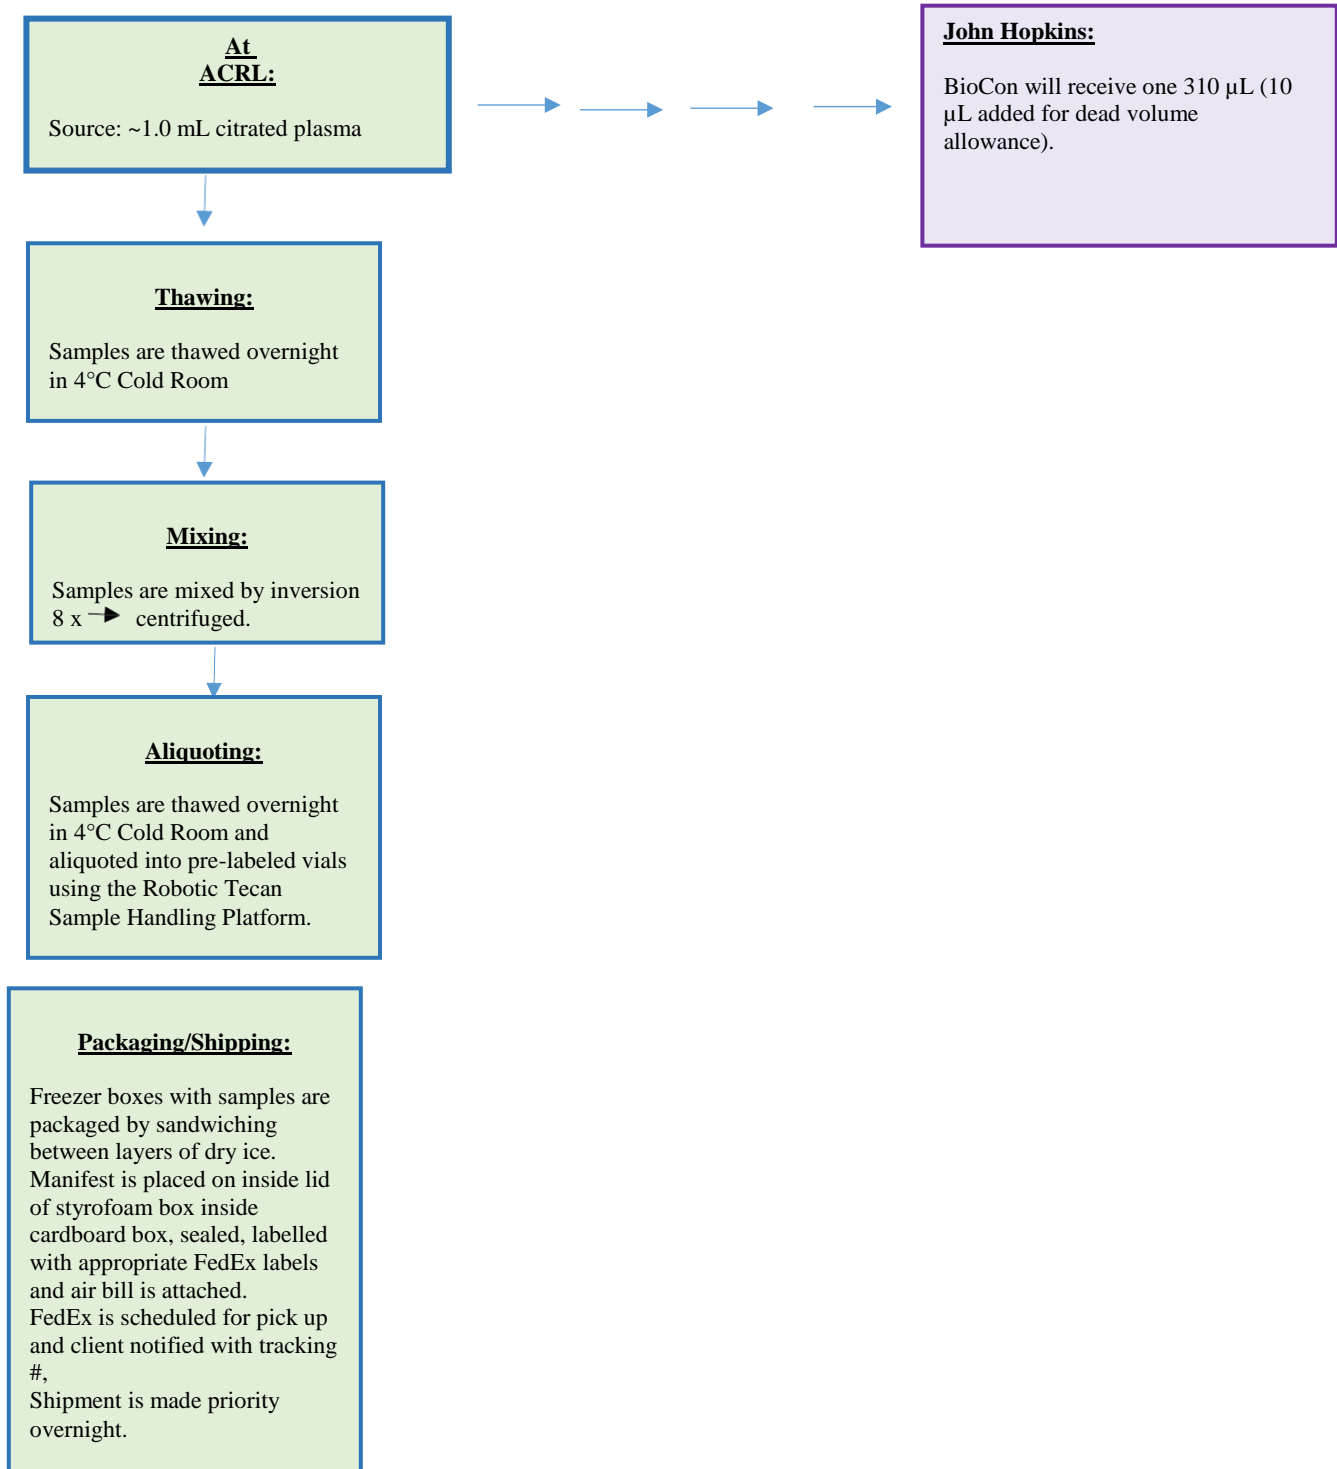 At
ACRL:
Source: ~1.0 mL citrated plasma
John Hopkins:
BioCon will receive one 310 µL (10
µL added for dead volume
allowance).
Thawing:
Samples are thawed overnight
in 4°C Cold Room
Mixing:
Samples are mixed by inversion
8 x → centrifuged.
Aliquoting:
Samples are thawed overnight
in 4°C Cold Room and
aliquoted into pre-labeled vials
using the Robotic Tecan
Sample Handling Platform.
Packaging/Shipping:
Freezer boxes with samples are
packaged by sandwiching
between layers of dry ice.
Manifest is placed on inside lid
of styrofoam box inside
cardboard box, sealed, labelled
with appropriate FedEx labels
and air bill is attached.
FedEx is scheduled for pick up
and client notified with tracking
#,
Shipment is made priority
overnight.